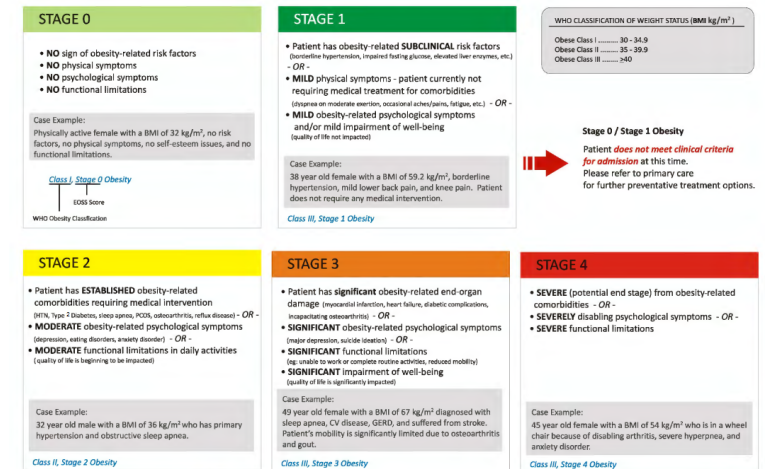 STAGE 0
• NO sign of obesity-related risk factors
• NO physical symptoms
• NO psychological symptoms
• NO functional limitations
Case Example:
Physically active female with a BMI of 32 kg/m², no risk
factors, no physical symptoms, no self-esteem issues, and no
functional limitations.
Class I, Stage 0 Obesity
EOSS Score
WHO Obesity Classification
STAGE 1
• Patient has obesity-related SUBCLINICAL risk factors
(borderline hypertension, impaired fasting glucose, elevated liver enzymes, etc.)
- OR -
• MILD physical symptoms - patient currently not
requiring medical treatment for comorbidities
(dyspnea on moderate exertion, occasional aches/pains, fatigue, etc.) - OR -
• MILD obesity-related psychological symptoms
and/or mild impairment of well-being
(quality of life not impacted)
Case Example:
38 year old female with a BMI of 59.2 kg/m², borderline
hypertension, mild lower back pain, and knee pain. Patient
does not require any medical intervention.
Class III, Stage 1 Obesity
WHO CLASSIFICATION OF WEIGHT STATUS (BMI kg/m²)
Obese Class I .......... 30 - 34.9
Obese Class II ......... 35 - 39.9
Obese Class III ........ ≥40
Stage 0 / Stage 1 Obesity
Patient does not meet clinical criteria
for admission at this time.
Please refer to primary care
for further preventative treatment options.
STAGE 2
• Patient has ESTABLISHED obesity-related
comorbidities requiring medical intervention
(HTN, Type 2 Diabetes, sleep apnea, PCOS, osteoarthritis, reflux disease) - OR -
• MODERATE obesity-related psychological symptoms
(depression, eating disorders, anxiety disorder) - OR -
• MODERATE functional limitations in daily activities
(quality of life is beginning to be impacted)
Case Example:
32 year old male with a BMI of 36 kg/m² who has primary
hypertension and obstructive sleep apnea.
Class II, Stage 2 Obesity
STAGE 3
• Patient has significant obesity-related end-organ
damage (myocardial infarction, heart failure, diabetic complications,
incapacitating osteoarthritis) - OR -
• SIGNIFICANT obesity-related psychological symptoms
(major depression, suicide ideation) - OR -
• SIGNIFICANT functional limitations
(eg: unable to work or complete routine activities, reduced mobility)
• SIGNIFICANT impairment of well-being
(quality of life is significantly impacted)
Case Example:
49 year old female with a BMI of 67 kg/m² diagnosed with
sleep apnea, CV disease, GERD, and suffered from stroke.
Patient's mobility is significantly limited due to osteoarthritis
and gout.
Class III, Stage 3 Obesity
STAGE 4
• SEVERE (potential end stage) from obesity-related
comorbidities - OR -
• SEVERELY disabling psychological symptoms - OR -
• SEVERE functional limitations
Case Example:
45 year old female with a BMI of 54 kg/m² who is in a wheel
chair because of disabling arthritis, severe hyperpnea, and
anxiety disorder.
Class III, Stage 4 Obesity